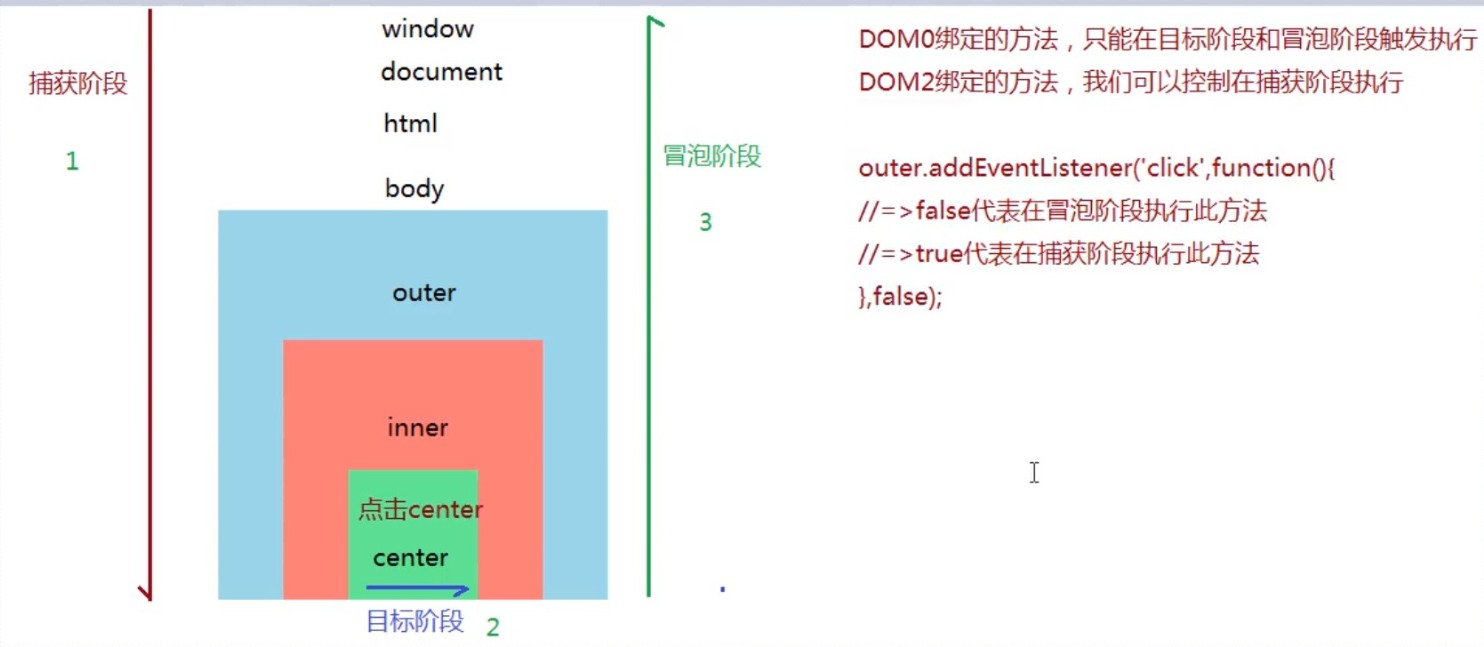 捕获阶段
1
window
document
html
body
outer
inner
点击center
center
目标阶段 2
冒泡阶段
3
DOM0绑定的方法，只能在目标阶段和冒泡阶段触发执行
DOM2绑定的方法，我们可以控制在捕获阶段执行
outer.addEventListener('click',function(){
//=>false代表在冒泡阶段执行此方法
//=>true代表在捕获阶段执行此方法
},false);